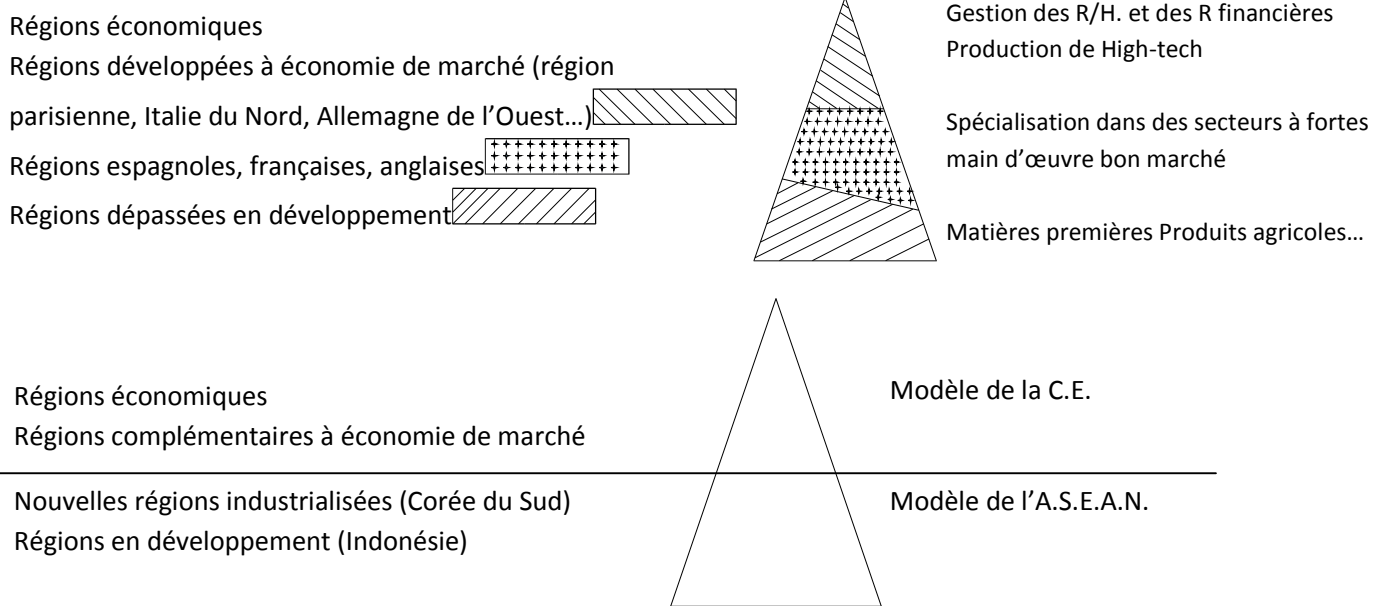 Régions économiques
Régions développées à économie de marché (région
parisienne, Italie du Nord, Allemagne de l'Ouest…)
Régions espagnoles, françaises, anglaises
Régions dépassées en développement
Gestion des R/H. et des R financières
Production de High-tech
Spécialisation dans des secteurs à fortes
main d'œuvre bon marché
Matières premières Produits agricoles…
Régions économiques
Régions complémentaires à économie de marché
Modèle de la C.E.
Nouvelles régions industrialisées (Corée du Sud)
Régions en développement (Indonésie)
Modèle de l'A.S.E.A.N.